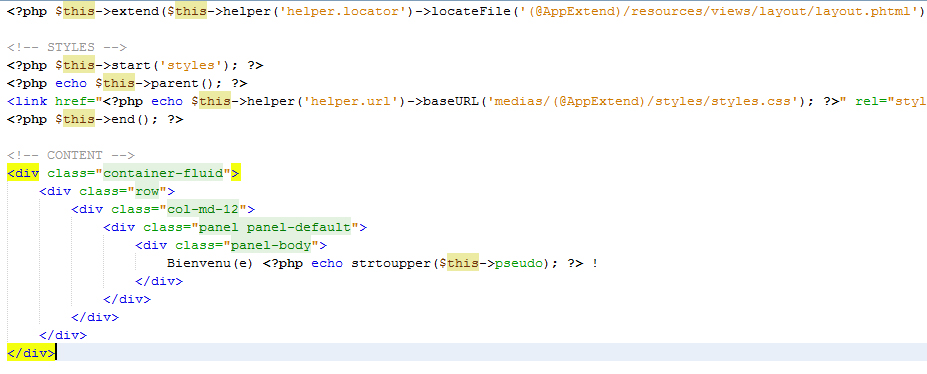 <?php $this->extend($this->helper('helper.locator')->locateFile('(@AppExtend)/resources/views/layout/layout.phtml')
<!-- STYLES -->
<?php $this->start('styles'); ?>
<?php echo $this->parent(); ?>
<link href="<?php echo $this->helper('helper.url')->baseURL('medias/(@AppExtend)/styles/styles.css'); ?>" rel="styl
<?php $this->end(); ?>
<!-- CONTENT -->
<div class="container-fluid">
<div class="row">
<div class="col-md-12">
<div class="panel panel-default">
<div class="panel-body">
Bienvenu(e) <?php echo strtoupper($this->pseudo); ?> !
</div>
</div>
</div>
</div>
</div>